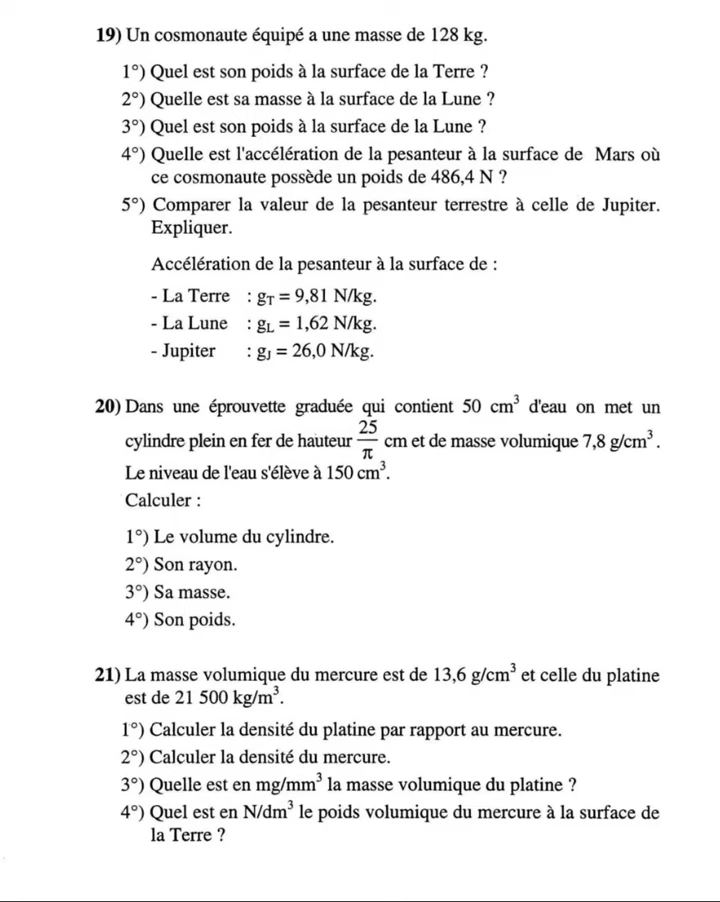 19) Un cosmonaute équipé a une masse de 128 kg.
1°) Quel est son poids à la surface de la Terre ?
2°) Quelle est sa masse à la surface de la Lune ?
3°) Quel est son poids à la surface de la Lune ?
4°) Quelle est l'accélération de la pesanteur à la surface de Mars où
ce cosmonaute possède un poids de 486,4 N ?
5°) Comparer la valeur de la pesanteur terrestre à celle de Jupiter.
Expliquer.
Accélération de la pesanteur à la surface de :
- La Terre : g_T = 9,81 N/kg.
- La Lune : g_L = 1,62 N/kg.
- Jupiter : g_J = 26,0 N/kg.
20) Dans une éprouvette graduée qui contient 50 cm³ d'eau on met un
cylindre plein en fer de hauteur 25/π cm et de masse volumique 7,8 g/cm³.
Le niveau de l'eau s'élève à 150 cm³.
Calculer :
1°) Le volume du cylindre.
2°) Son rayon.
3°) Sa masse.
4°) Son poids.
21) La masse volumique du mercure est de 13,6 g/cm³ et celle du platine
est de 21 500 kg/m³.
1°) Calculer la densité du platine par rapport au mercure.
2°) Calculer la densité du mercure.
3°) Quelle est en mg/mm³ la masse volumique du platine ?
4°) Quel est en N/dm³ le poids volumique du mercure à la surface de
la Terre ?